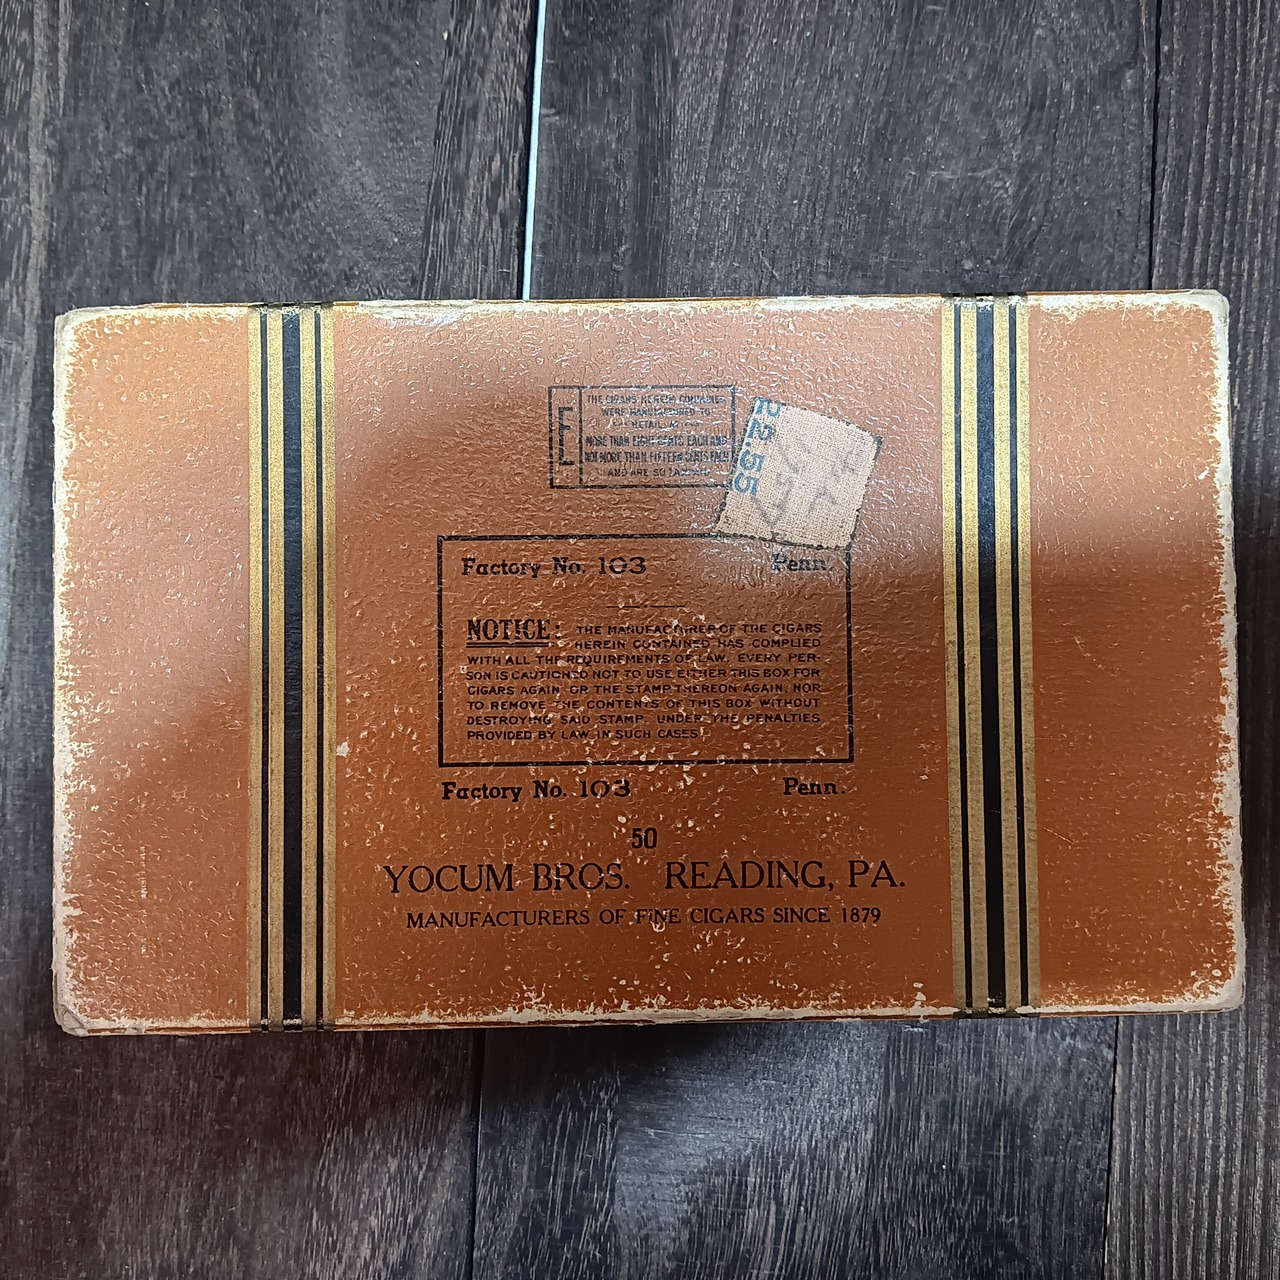 E
THE CIGARS HEREIN CONTAINED
WERE MANUFACTURED TO
RETAIL AT
MORE THAN EIGHT CENTS EACH AND
NOT MORE THAN FIFTEEN CENTS EACH
AND ARE SO
2.55
Factory No. 103 Penn.
NOTICE: THE MANUFACTURER OF THE CIGARS
HEREIN CONTAINED HAS COMPLIED
WITH ALL THE REQUIREMENTS OF LAW. EVERY PER-
SON IS CAUTIONED NOT TO USE EITHER THIS BOX FOR
CIGARS AGAIN, OR THE STAMP THEREON AGAIN, NOR
TO REMOVE THE CONTENTS OF THIS BOX WITHOUT
DESTROYING SAID STAMP, UNDER THE PENALTIES
PROVIDED BY LAW IN SUCH CASES.
Factory No. 103 Penn.
50
YOCUM BROS. READING, PA.
MANUFACTURERS OF FINE CIGARS SINCE 1879